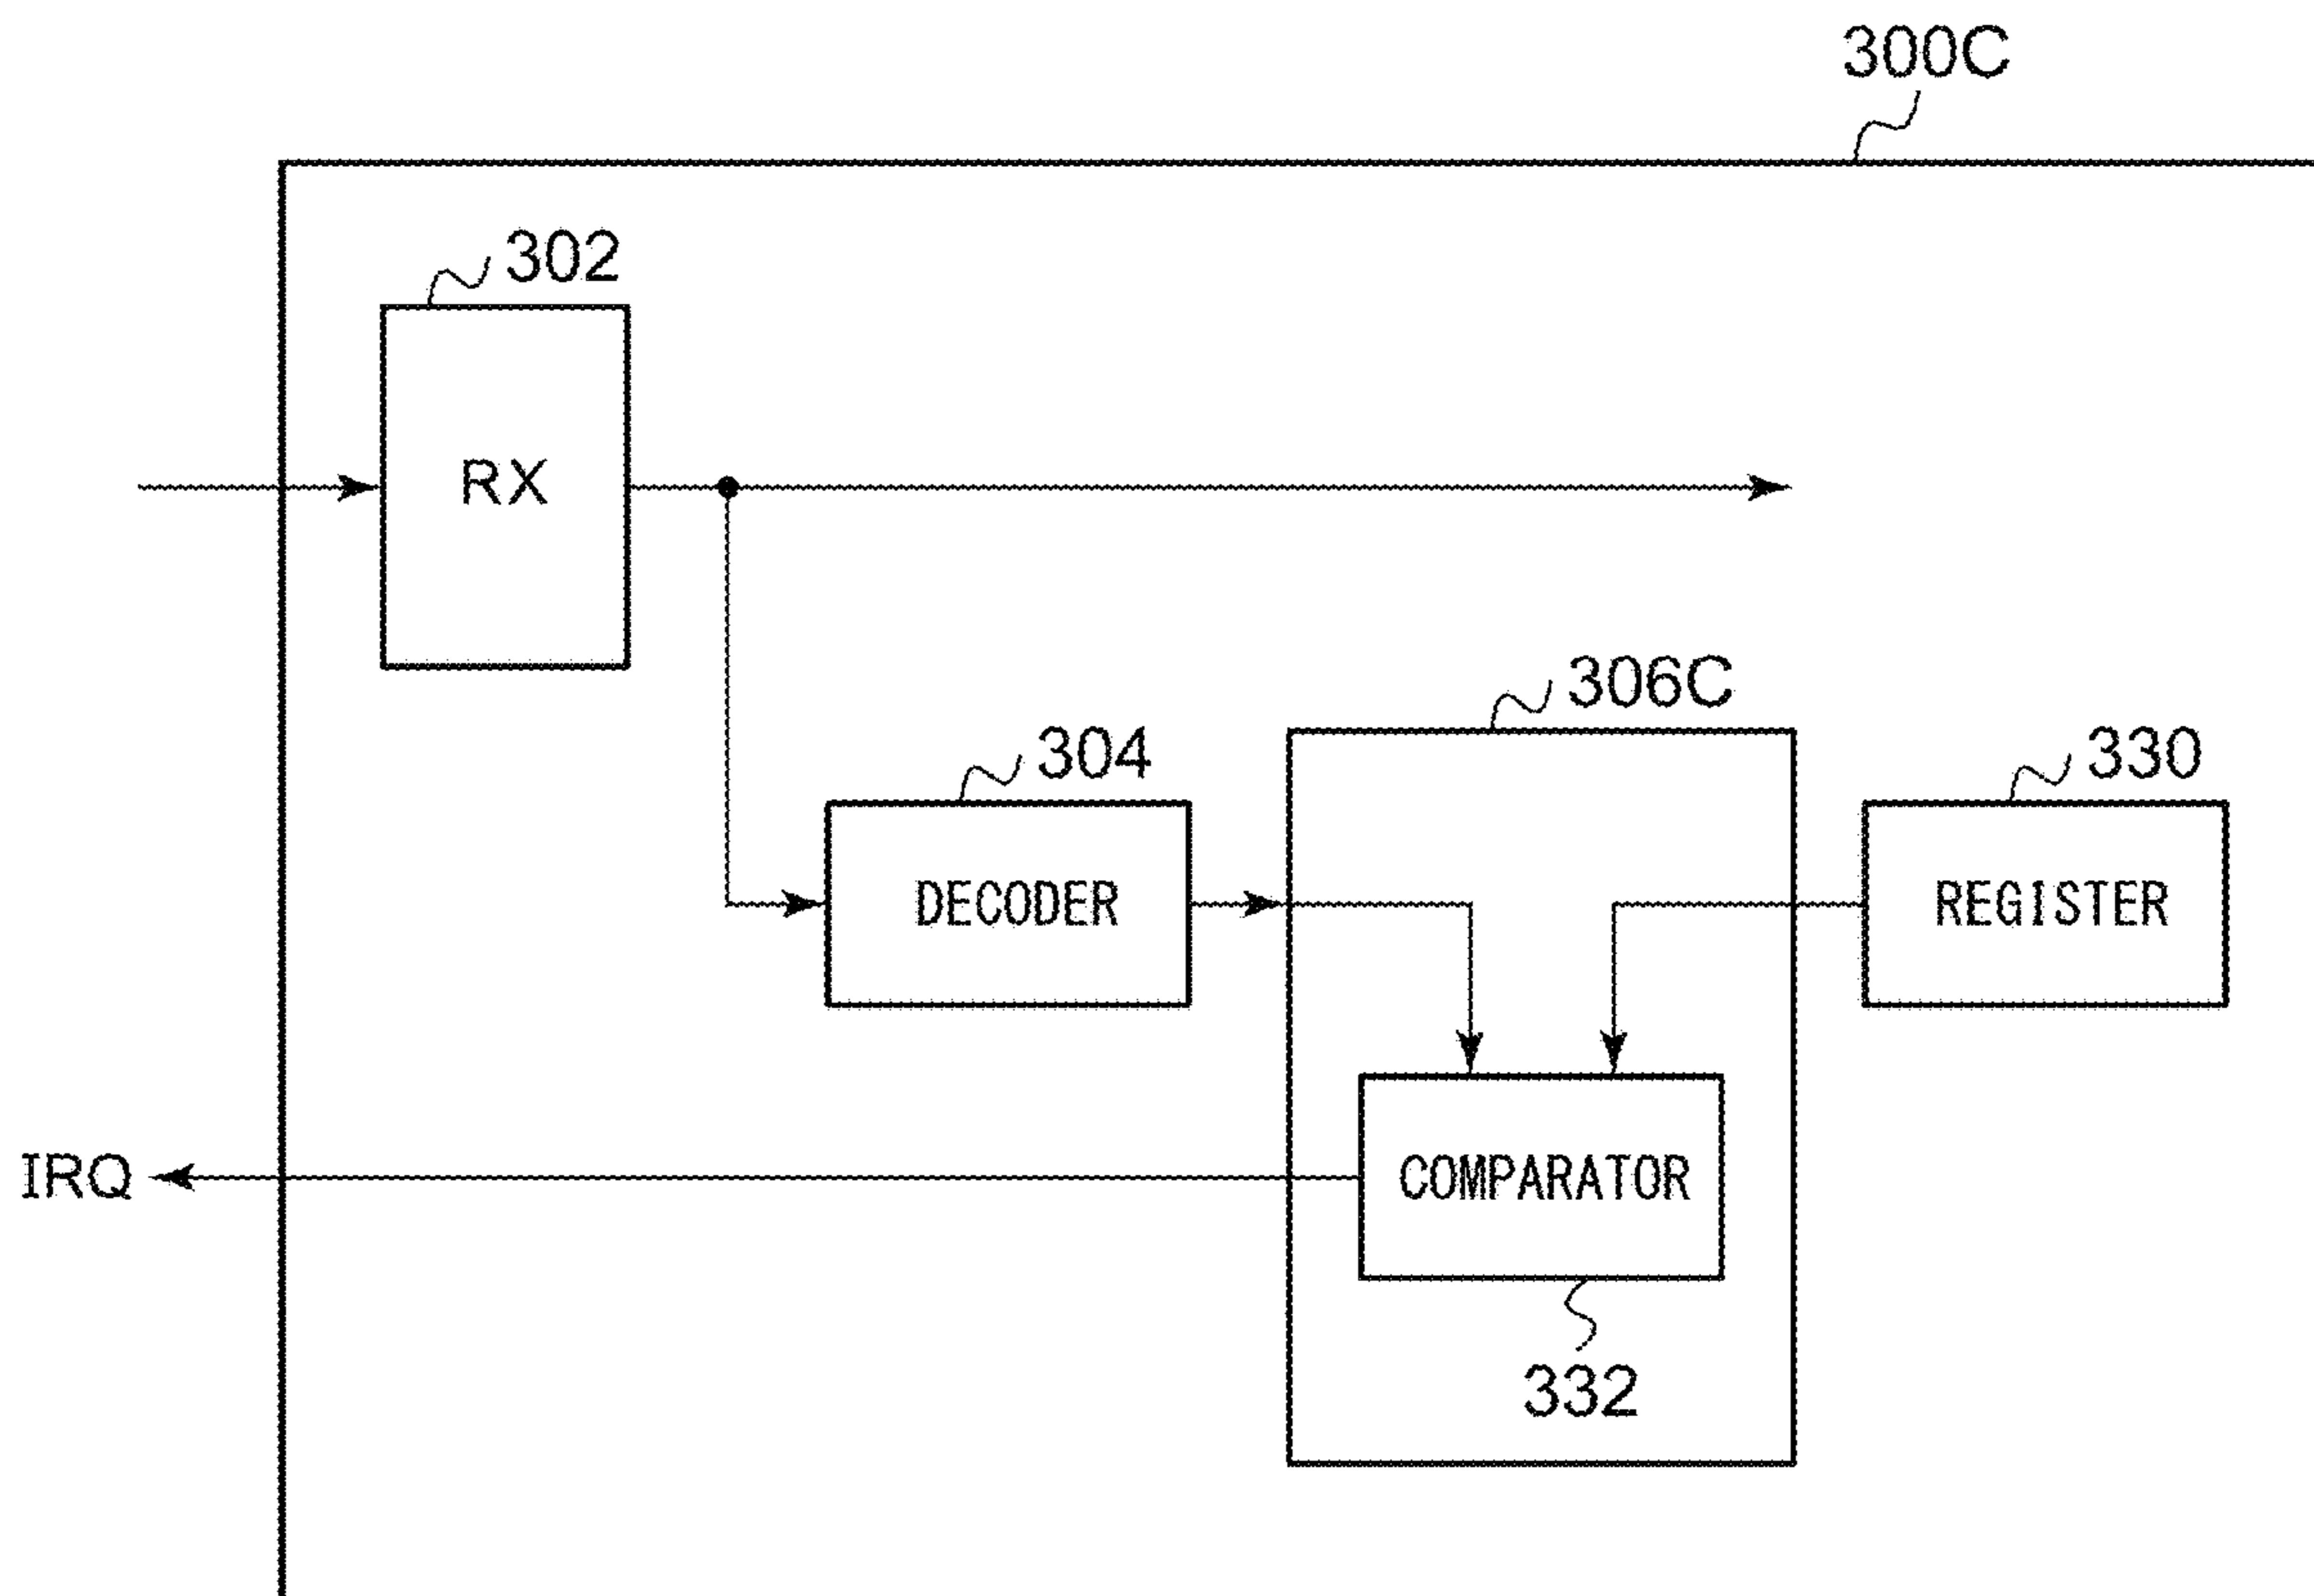 300C
302
RX
306C
304
330
DECODER
REGISTER
IRQ
COMPARATOR
332